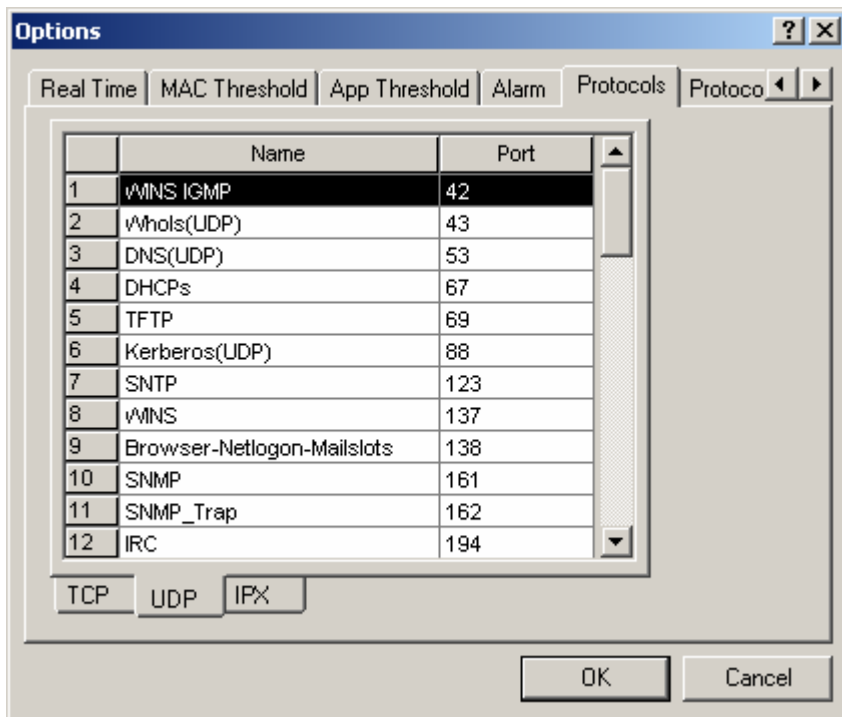 Options
Real Time MAC Threshold App Threshold Alarm Protocols Protoco
Name Port
1 WINS IGMP 42
2 WhoIs(UDP) 43
3 DNS(UDP) 53
4 DHCPs 67
5 TFTP 69
6 Kerberos(UDP) 88
7 SNTP 123
8 WINS 137
9 Browser-Netlogon-Mailslots 138
10 SNMP 161
11 SNMP_Trap 162
12 IRC 194
TCP UDP IPX
OK Cancel